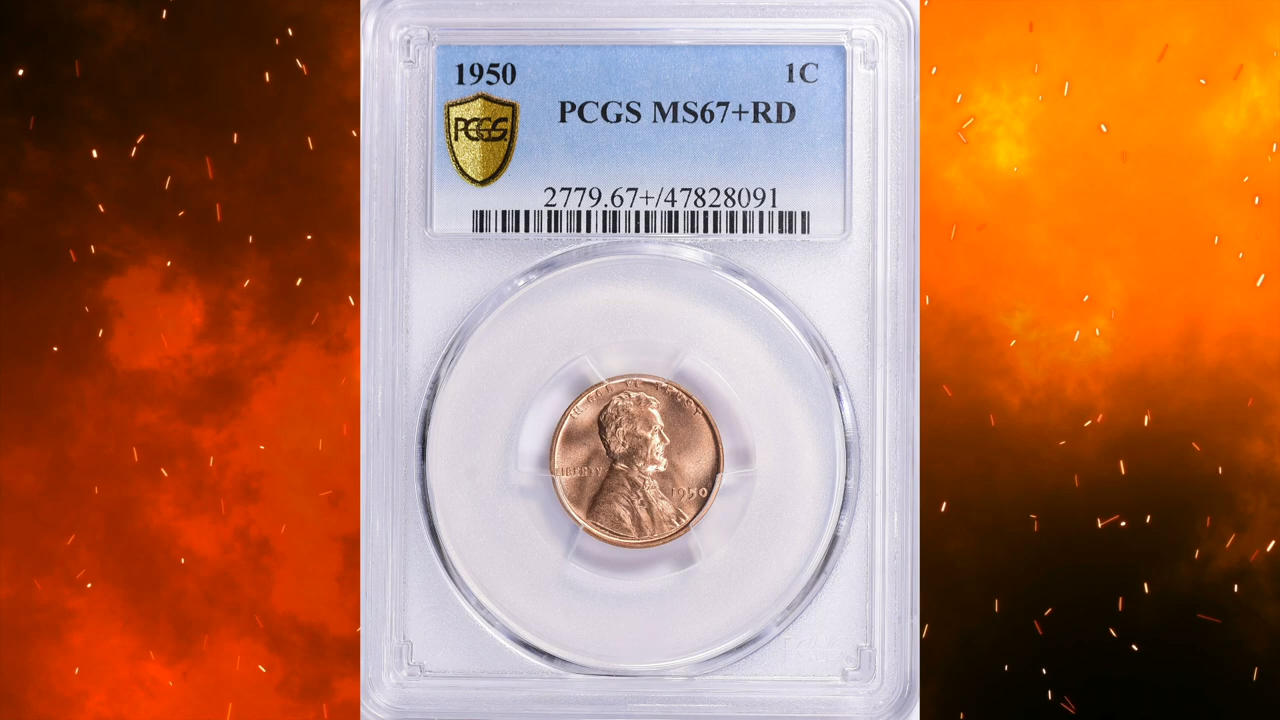 1950 1C
PCGS MS67+RD
PCGS
2779.67+/47828091
IN GOD WE TRUST
LIBERTY
1950